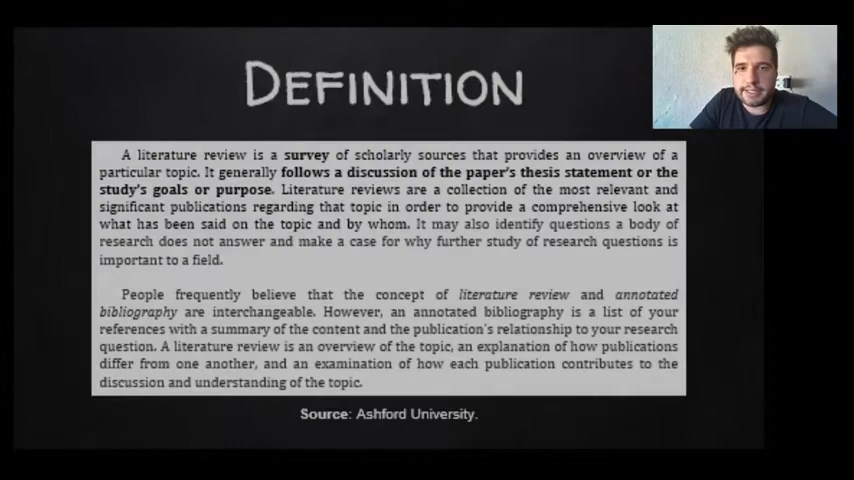 DEFINITION
A literature review is a survey of scholarly sources that provides an overview of a
particular topic. It generally follows a discussion of the paper's thesis statement or the
study's goals or purpose. Literature reviews are a collection of the most relevant and
significant publications regarding that topic in order to provide a comprehensive look at
what has been said on the topic and by whom. It may also identify questions a body of
research does not answer and make a case for why further study of research questions is
important to a field.
People frequently believe that the concept of literature review and annotated
bibliography are interchangeable. However, an annotated bibliography is a list of your
references with a summary of the content and the publication's relationship to your research
question. A literature review is an overview of the topic, an explanation of how publications
differ from one another, and an examination of how each publication contributes to the
discussion and understanding of the topic.
Source: Ashford University.